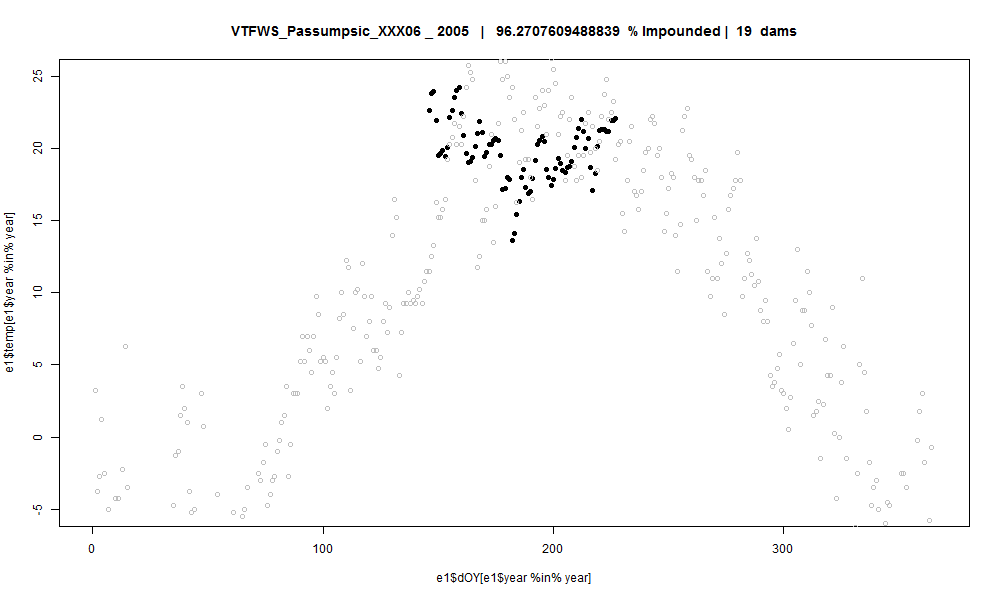 VTFWS_Passumpsic_XXX06 _ 2005 | 96.2707609488839 % Impounded | 19 dams
e1$temp[e1$year %in% year]
25
20
15
10
5
0
-5
0 100 200 300
e1$dOY[e1$year %in% year]